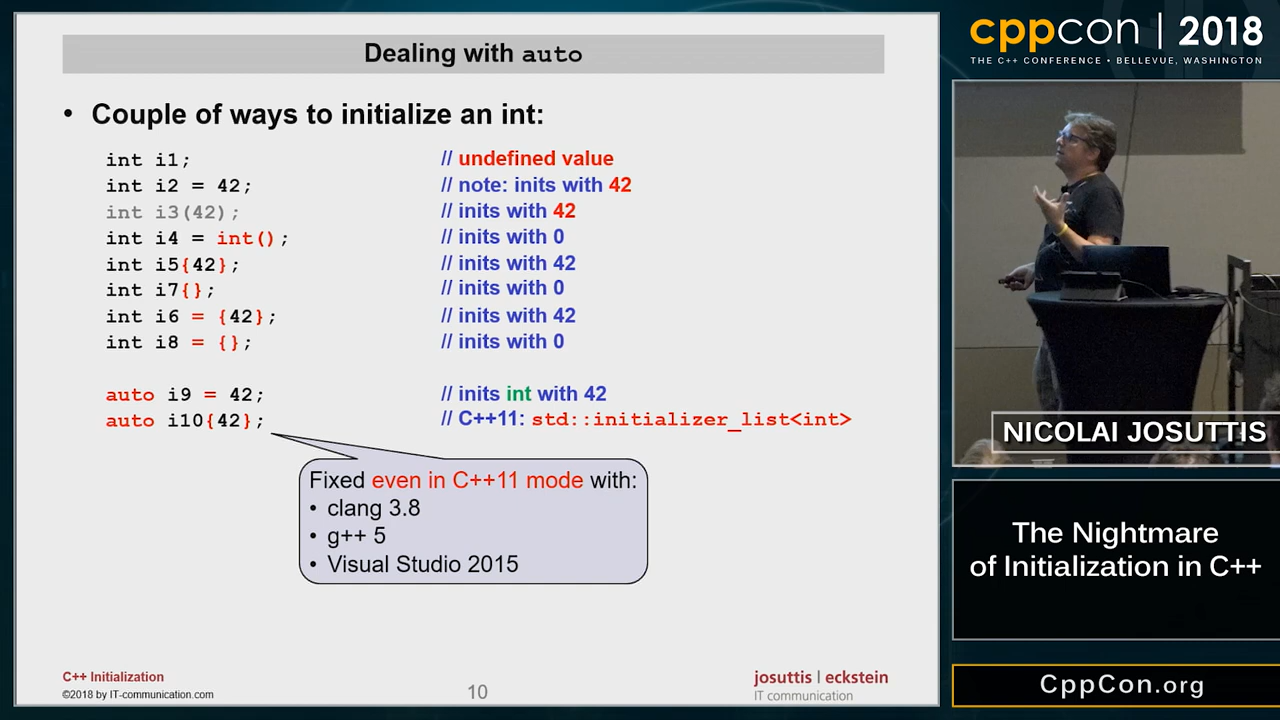 Dealing with auto
• Couple of ways to initialize an int:
int i1; // undefined value
int i2 = 42; // note: inits with 42
int i3(42); // inits with 42
int i4 = int(); // inits with 0
int i5{42}; // inits with 42
int i7{}; // inits with 0
int i6 = {42}; // inits with 42
int i8 = {}; // inits with 0
auto i9 = 42; // inits int with 42
auto i10{42}; // C++11: std::initializer_list<int>
Fixed even in C++11 mode with:
• clang 3.8
• g++ 5
• Visual Studio 2015
C++ Initialization
©2018 by IT-communication.com
10
josuttis | eckstein
IT communication
cppcon | 2018
THE C++ CONFERENCE • BELLEVUE, WASHINGTON
NICOLAI JOSUTTIS
The Nightmare
of Initialization in C++
CppCon.org